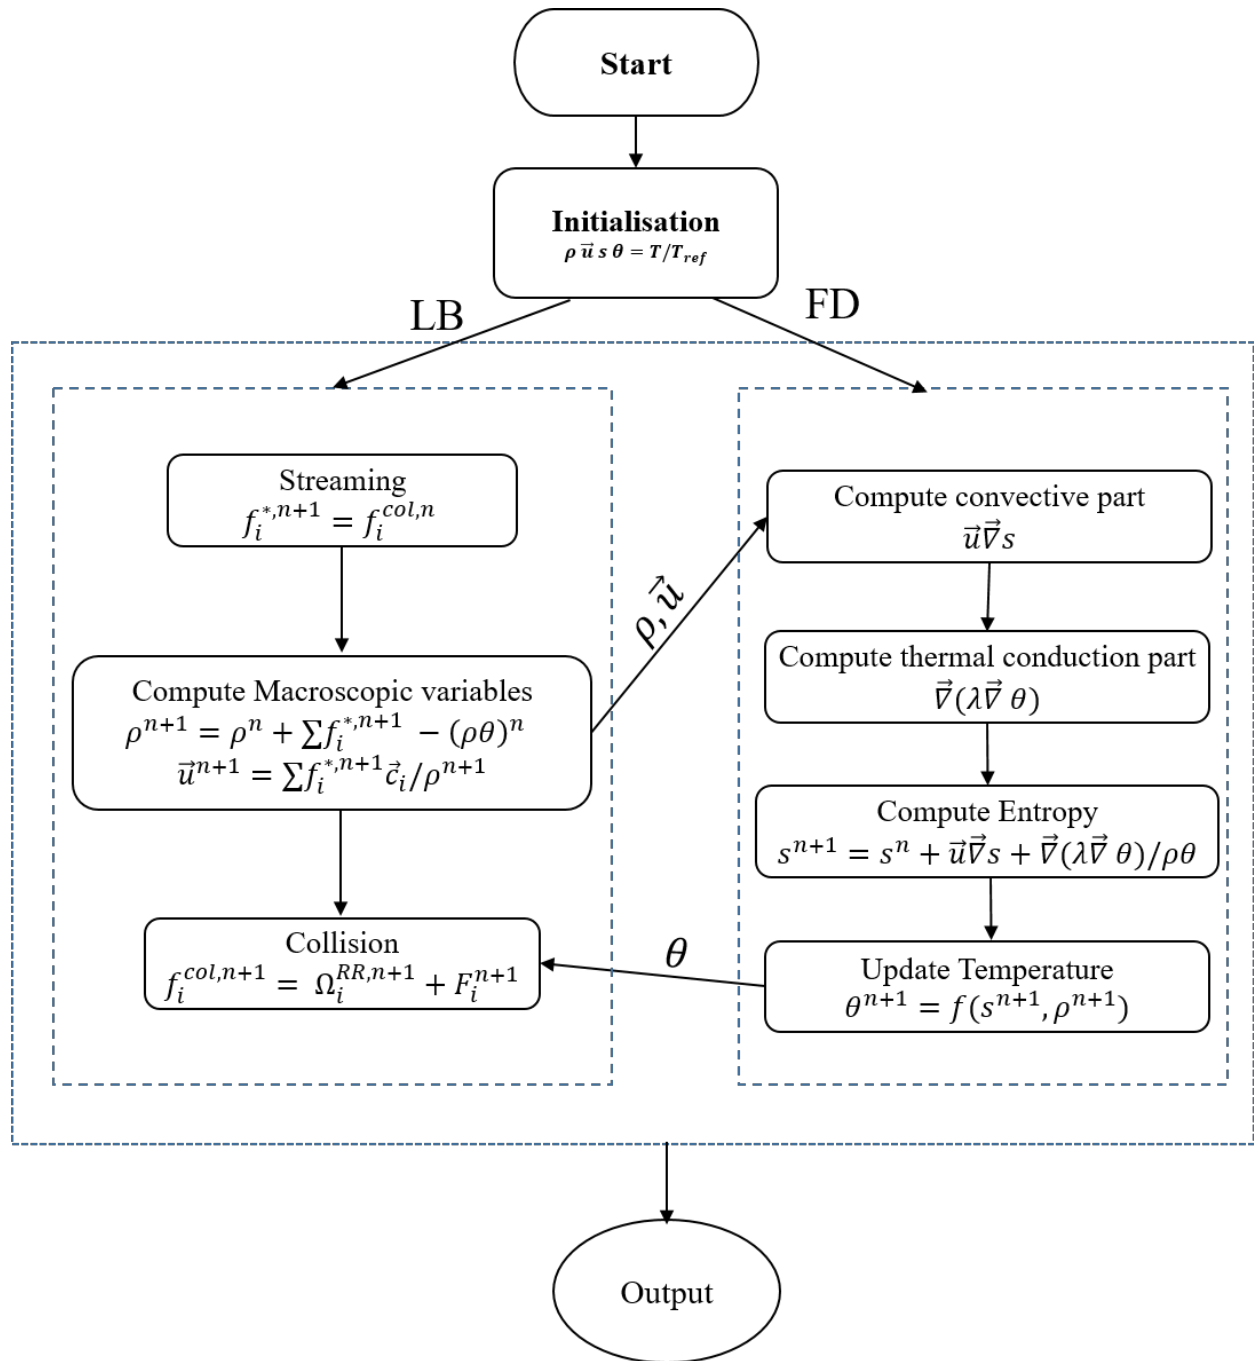 Start
Initialisation
ρ u⃗ s θ = T/T_ref
LB
FD
Streaming
f_i^{*,n+1} = f_i^{col,n}
Compute Macroscopic variables
ρ^{n+1} = ρ^n + ∑f_i^{*,n+1} − (ρθ)^n
u⃗^{n+1} = ∑f_i^{*,n+1} c⃗_i/ρ^{n+1}
Collision
f_i^{col,n+1} = Ω_i^{RR,n+1} + F_i^{n+1}
ρ, u⃗
Compute convective part
u⃗∇⃗s
Compute thermal conduction part
∇⃗(λ∇⃗ θ)
Compute Entropy
s^{n+1} = s^n + u⃗∇⃗s + ∇⃗(λ∇⃗ θ)/ρθ
Update Temperature
θ^{n+1} = f(s^{n+1}, ρ^{n+1})
θ
Output